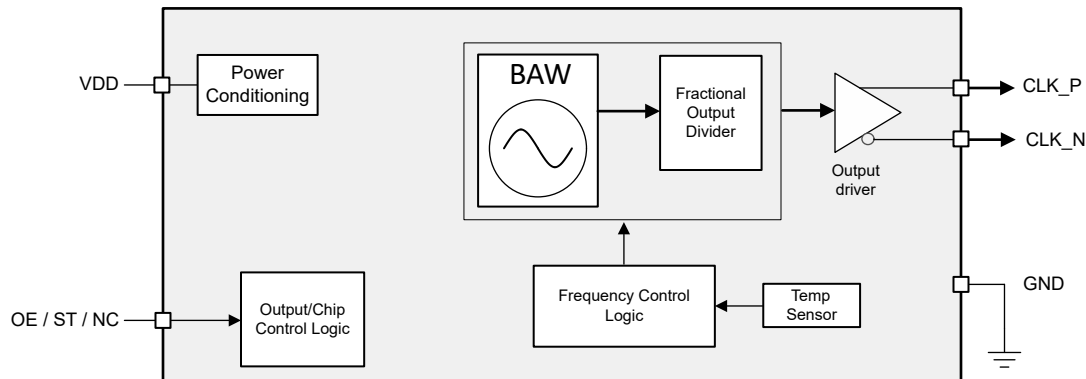 VDD
Power
Conditioning
BAW
Fractional
Output
Divider
Output
driver
CLK_P
CLK_N
GND
OE / ST / NC
Output/Chip
Control Logic
Frequency Control
Logic
Temp
Sensor